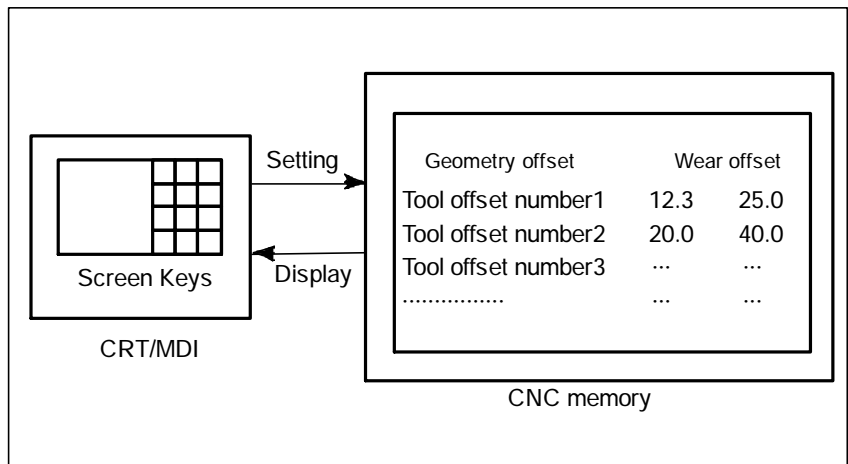 Setting
Display
Screen Keys
CRT/MDI
Geometry offset Wear offset
Tool offset number1 12.3 25.0
Tool offset number2 20.0 40.0
Tool offset number3 ... ...
................ ... ...
CNC memory